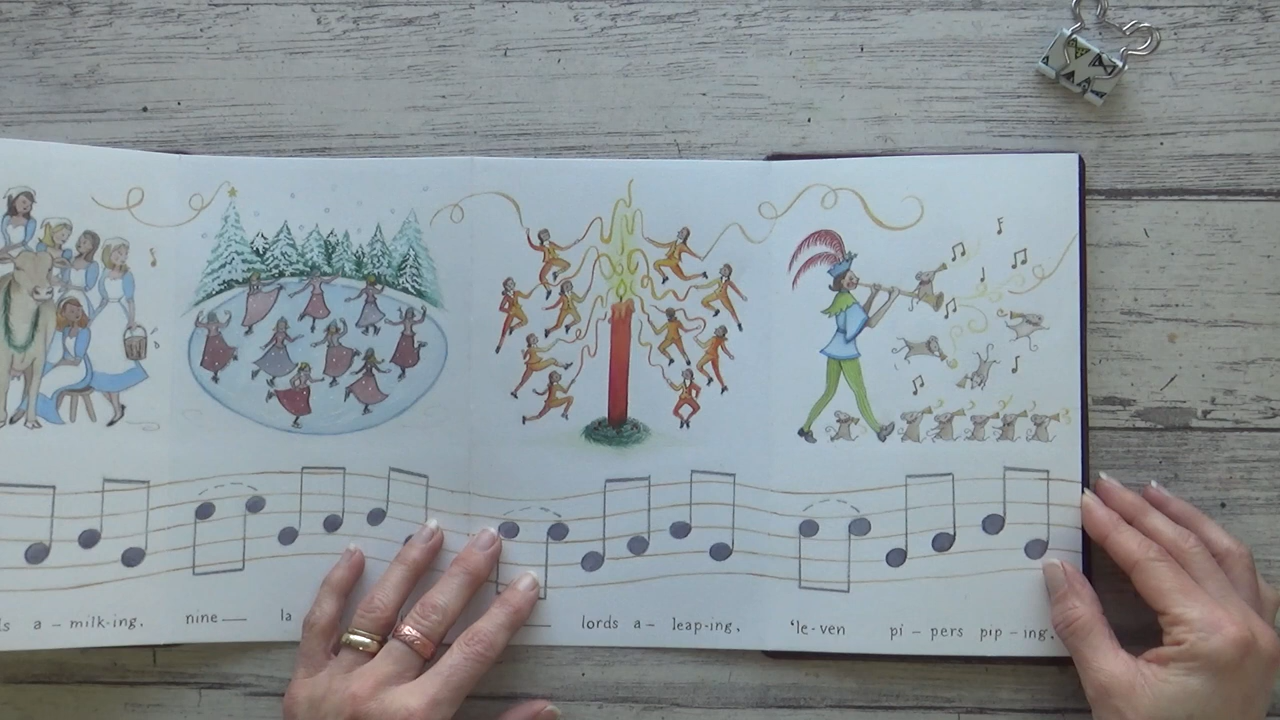 a – milk-ing. nine la lords a – leap-ing. 'le-ven pi – pers pip – ing.